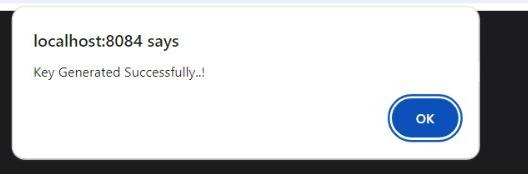 localhost:8084 says
Key Generated Successfully..!
OK